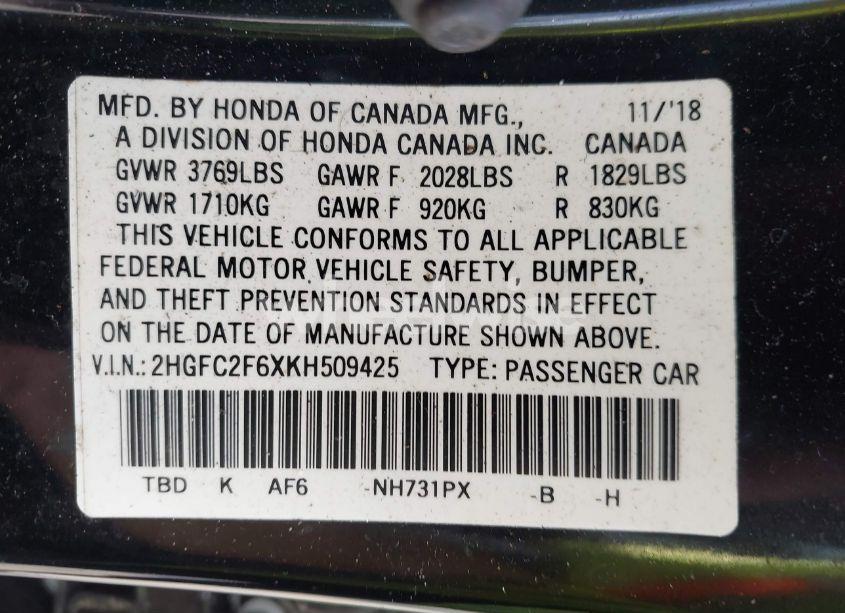 MFD. BY HONDA OF CANADA MFG., 11/'18
A DIVISION OF HONDA CANADA INC. CANADA
GVWR 3769LBS GAWR F 2028LBS R 1829LBS
GVWR 1710KG GAWR F 920KG R 830KG
THIS VEHICLE CONFORMS TO ALL APPLICABLE
FEDERAL MOTOR VEHICLE SAFETY, BUMPER,
AND THEFT PREVENTION STANDARDS IN EFFECT
ON THE DATE OF MANUFACTURE SHOWN ABOVE.
V.I.N.: 2HGFC2F6XKH509425 TYPE: PASSENGER CAR
TBD K AF6 -NH731PX -B -H